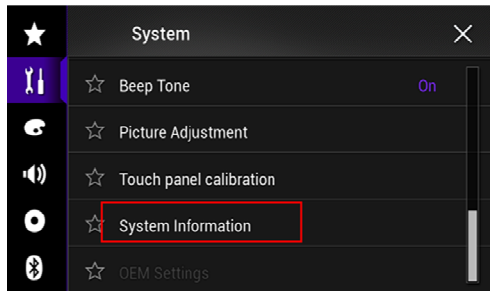 System
Beep Tone On
Picture Adjustment
Touch panel calibration
System Information
OEM Settings